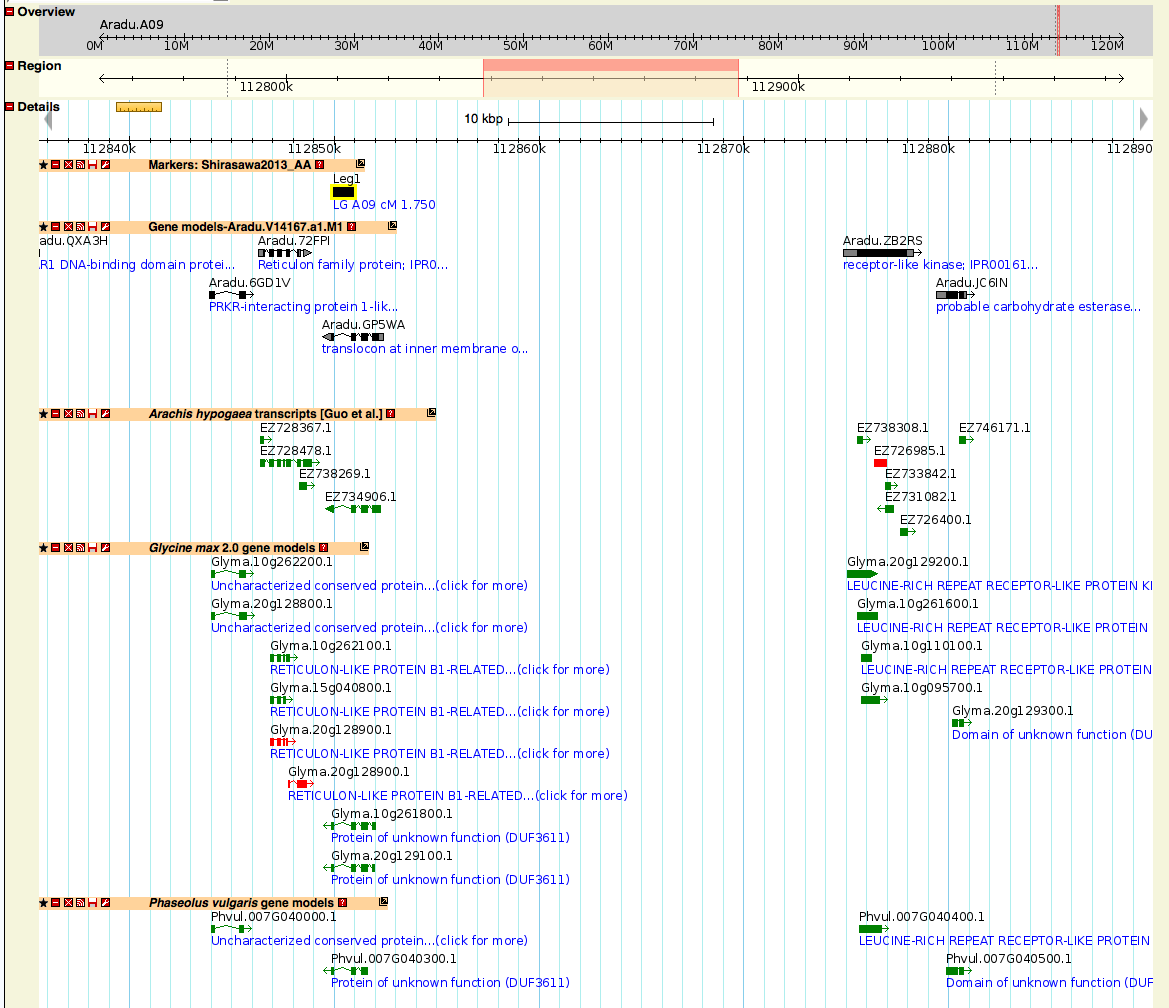 Overview
Aradu.A09
0M 10M 20M 30M 40M 50M 60M 70M 80M 90M 100M 110M 120M
Region
112800k 112900k
Details
10 kbp
112840k 112850k 112860k 112870k 112880k 112890
Markers: Shirasawa2013_AA
Leg1
LG A09 cM 1.750
Gene models-Aradu.V14167.a1.M1
adu.QXA3H Aradu.72FPI Aradu.ZB2RS
.R1 DNA-binding domain protei... Reticulon family protein; IPR0... receptor-like kinase; IPR00161...
Aradu.6GD1V Aradu.JC6IN
PRKR-interacting protein 1-lik... probable carbohydrate esterase...
Aradu.GP5WA
translocon at inner membrane o...
Arachis hypogaea transcripts [Guo et al.]
EZ728367.1 EZ738308.1 EZ746171.1
EZ728478.1 EZ726985.1
EZ738269.1 EZ733842.1
EZ734906.1 EZ731082.1
EZ726400.1
Glycine max 2.0 gene models
Glyma.10g262200.1 Glyma.20g129200.1
Uncharacterized conserved protein...(click for more) LEUCINE-RICH REPEAT RECEPTOR-LIKE PROTEIN KI
Glyma.20g128800.1 Glyma.10g261600.1
Uncharacterized conserved protein...(click for more) LEUCINE-RICH REPEAT RECEPTOR-LIKE PROTEIN
Glyma.10g262100.1 Glyma.10g110100.1
RETICULON-LIKE PROTEIN B1-RELATED...(click for more) LEUCINE-RICH REPEAT RECEPTOR-LIKE PROTEIN
Glyma.15g040800.1 Glyma.10g095700.1
RETICULON-LIKE PROTEIN B1-RELATED...(click for more)
Glyma.20g129300.1
Glyma.20g128900.1
Domain of unknown function (DU
RETICULON-LIKE PROTEIN B1-RELATED...(click for more)
Glyma.20g128900.1
RETICULON-LIKE PROTEIN B1-RELATED...(click for more)
Glyma.10g261800.1
Protein of unknown function (DUF3611)
Glyma.20g129100.1
Protein of unknown function (DUF3611)
Phaseolus vulgaris gene models
Phvul.007G040000.1 Phvul.007G040400.1
Uncharacterized conserved protein...(click for more) LEUCINE-RICH REPEAT RECEPTOR-LIKE PROTEIN
Phvul.007G040300.1 Phvul.007G040500.1
Protein of unknown function (DUF3611) Domain of unknown function (DUF